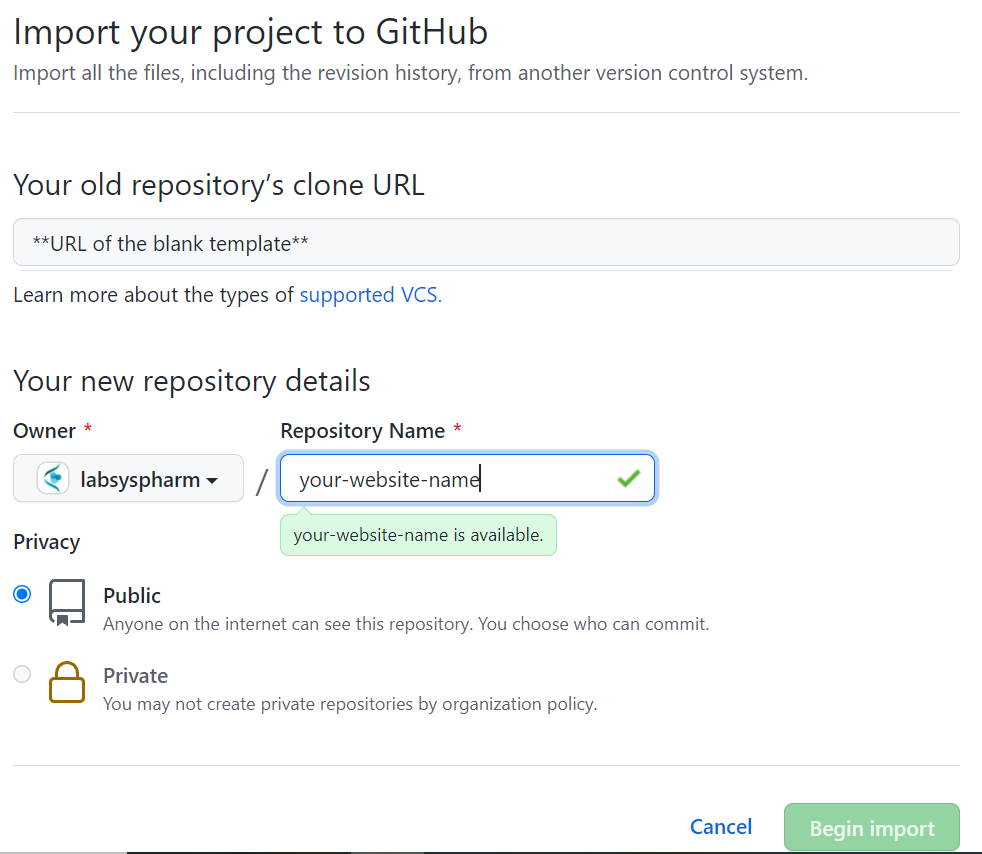 Import your project to GitHub
Import all the files, including the revision history, from another version control system.
Your old repository’s clone URL
**URL of the blank template**
Learn more about the types of supported VCS.
Your new repository details
Owner *
Repository Name *
labsyspharm
/
your-website-name
your-website-name is available.
Privacy
Public
Anyone on the internet can see this repository. You choose who can commit.
Private
You may not create private repositories by organization policy.
Cancel
Begin import